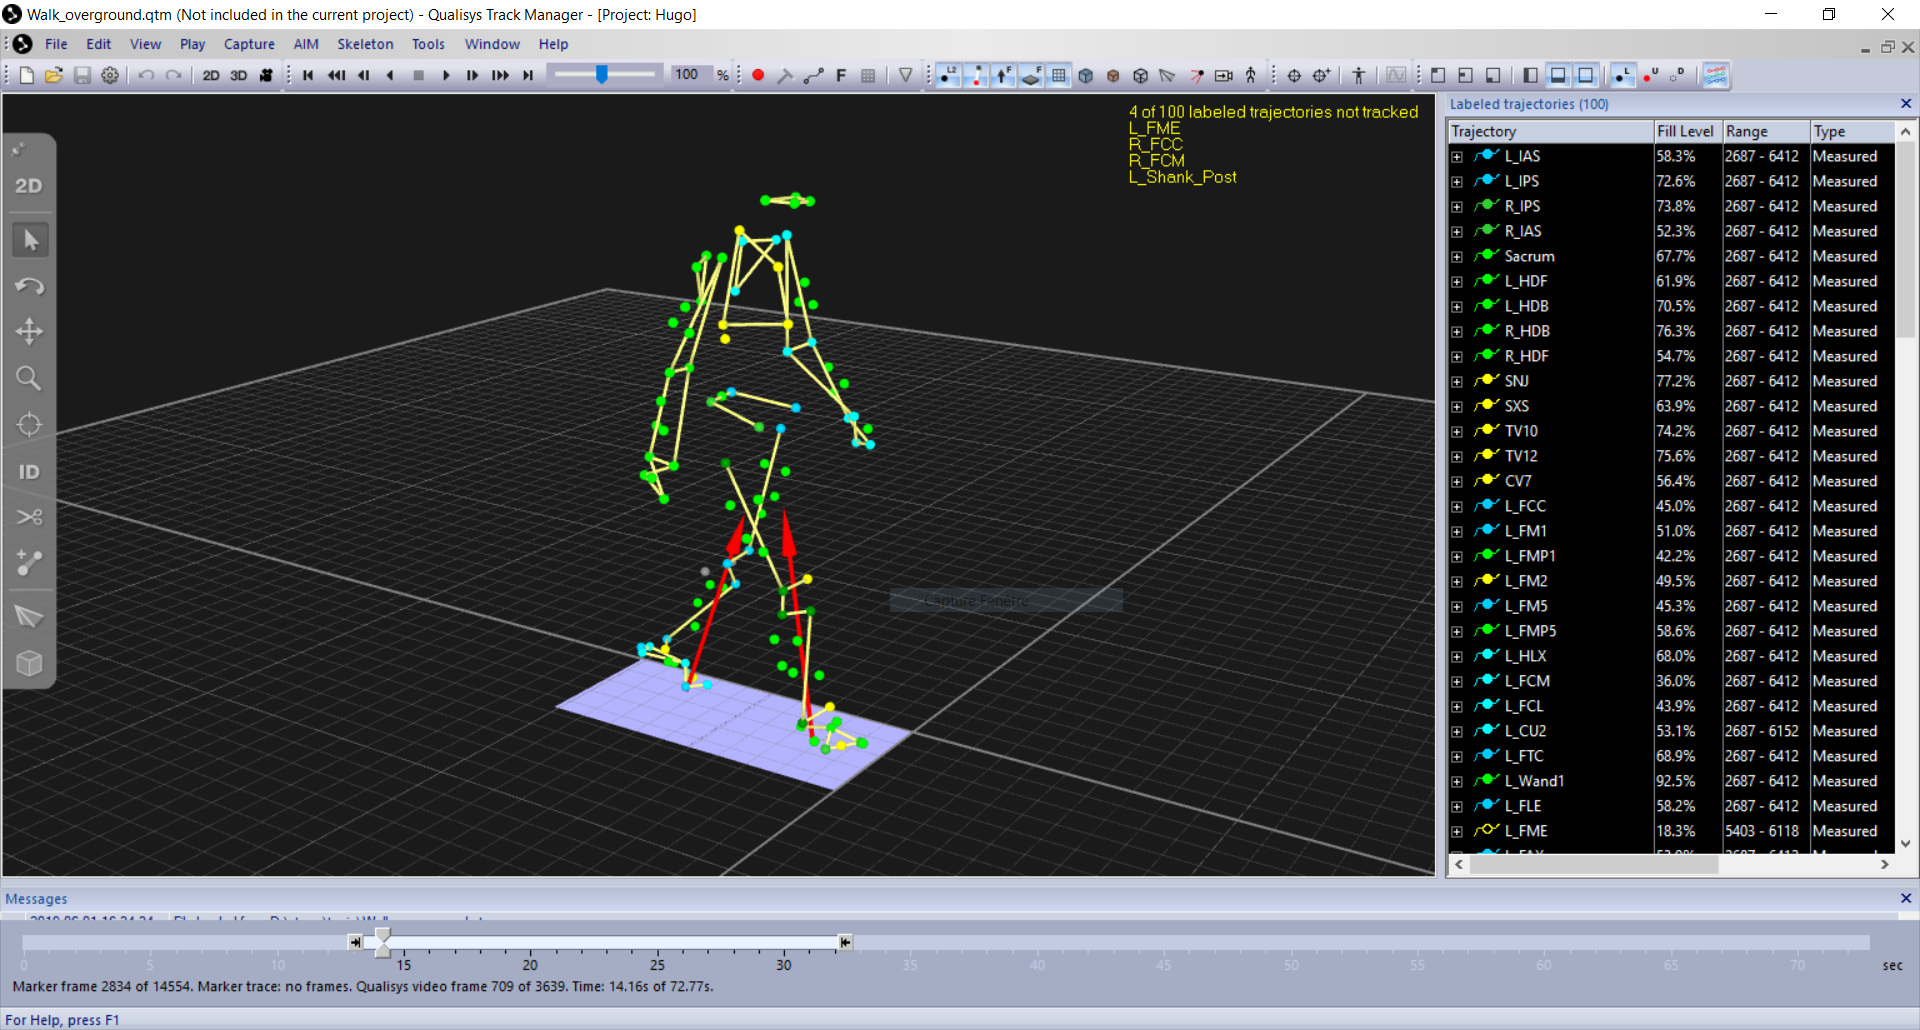 Walk_overground.qtm (Not included in the current project) - Qualisys Track Manager - [Project: Hugo]
File Edit View Play Capture AIM Skeleton Tools Window Help
2D 3D 100 % F L2 F F L U D
4 of 100 labeled trajectories not tracked
L_FME
R_FCC
R_FCM
L_Shank_Post
2D
ID
Capture Fenêtre
Labeled trajectories (100)
Trajectory Fill Level Range Type
L_IAS 58.3% 2687 - 6412 Measured
L_IPS 72.6% 2687 - 6412 Measured
R_IPS 73.8% 2687 - 6412 Measured
R_IAS 52.3% 2687 - 6412 Measured
Sacrum 67.7% 2687 - 6412 Measured
L_HDF 61.9% 2687 - 6412 Measured
L_HDB 70.5% 2687 - 6412 Measured
R_HDB 76.3% 2687 - 6412 Measured
R_HDF 54.7% 2687 - 6412 Measured
SNJ 77.2% 2687 - 6412 Measured
SXS 63.9% 2687 - 6412 Measured
TV10 74.2% 2687 - 6412 Measured
TV12 75.6% 2687 - 6412 Measured
CV7 56.4% 2687 - 6412 Measured
L_FCC 45.0% 2687 - 6412 Measured
L_FM1 51.0% 2687 - 6412 Measured
L_FMP1 42.2% 2687 - 6412 Measured
L_FM2 49.5% 2687 - 6412 Measured
L_FM5 45.3% 2687 - 6412 Measured
L_FMP5 58.6% 2687 - 6412 Measured
L_HLX 68.0% 2687 - 6412 Measured
L_FCM 36.0% 2687 - 6412 Measured
L_FCL 43.9% 2687 - 6412 Measured
L_CU2 53.1% 2687 - 6152 Measured
L_FTC 68.9% 2687 - 6412 Measured
L_Wand1 92.5% 2687 - 6412 Measured
L_FLE 58.2% 2687 - 6412 Measured
L_FME 18.3% 5403 - 6118 Measured
Messages
0 5 10 15 20 25 30 35 40 45 50 55 60 65 70 sec
Marker frame 2834 of 14554. Marker trace: no frames. Qualisys video frame 709 of 3639. Time: 14.16s of 72.77s.
For Help, press F1